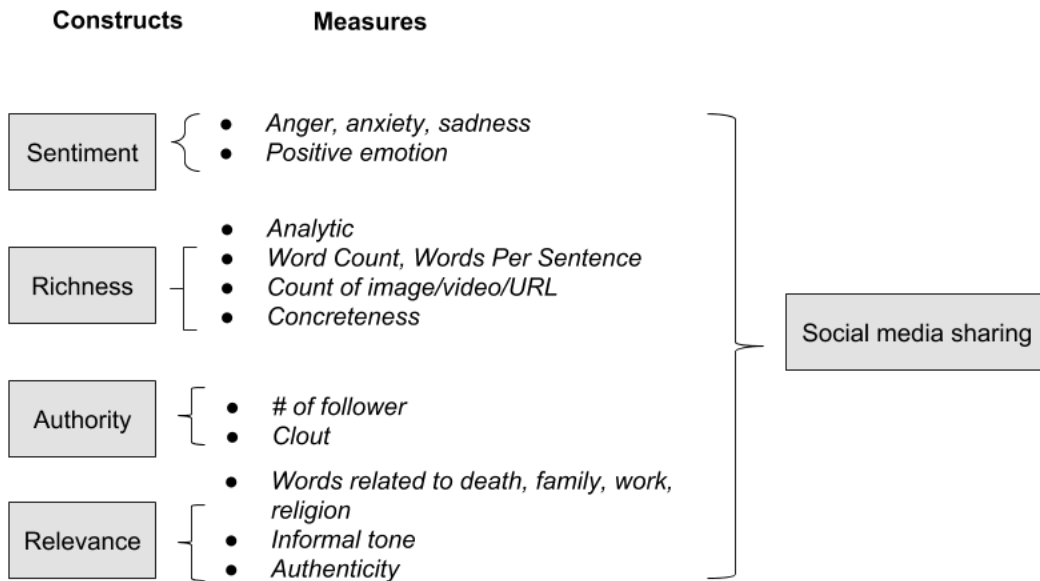 Constructs Measures
Sentiment
● Anger, anxiety, sadness
● Positive emotion
Richness
● Analytic
● Word Count, Words Per Sentence
● Count of image/video/URL
● Concreteness
Authority
● # of follower
● Clout
Relevance
● Words related to death, family, work,
religion
● Informal tone
● Authenticity
Social media sharing